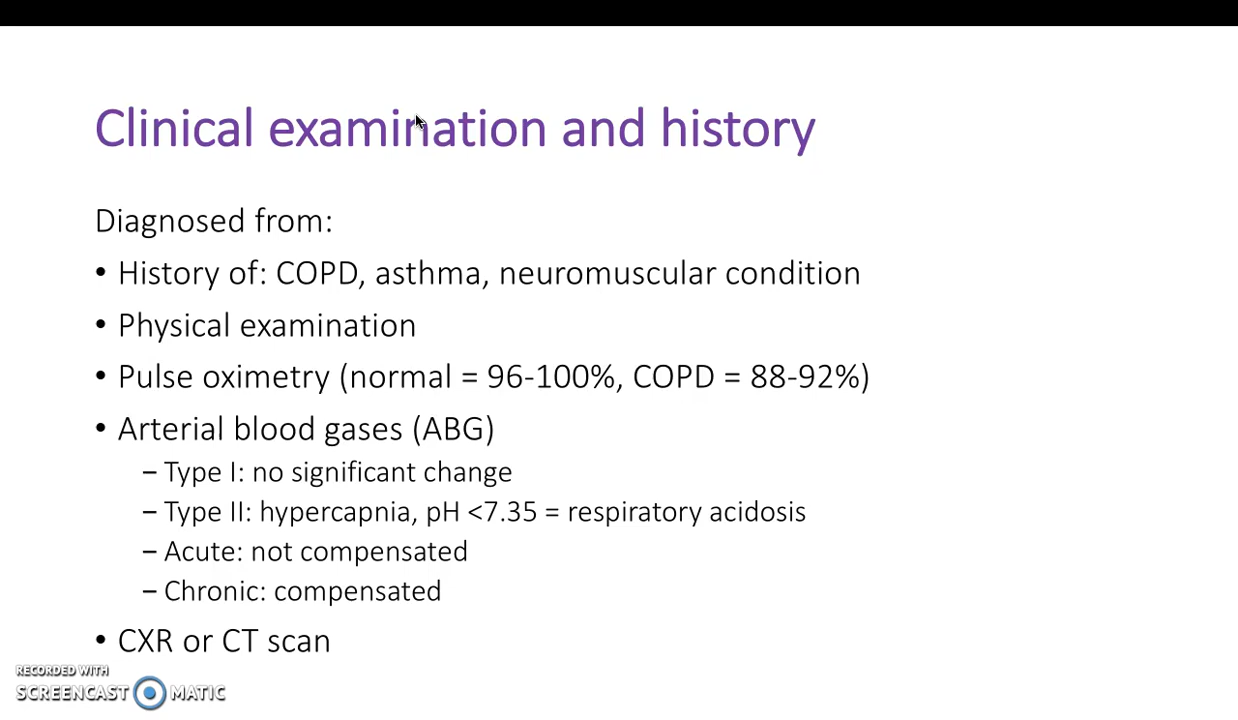 Clinical examination and history
Diagnosed from:
• History of: COPD, asthma, neuromuscular condition
• Physical examination
• Pulse oximetry (normal = 96-100%, COPD = 88-92%)
• Arterial blood gases (ABG)
– Type I: no significant change
– Type II: hypercapnia, pH <7.35 = respiratory acidosis
– Acute: not compensated
– Chronic: compensated
• CXR or CT scan
RECORDED WITH
SCREENCAST MATIC